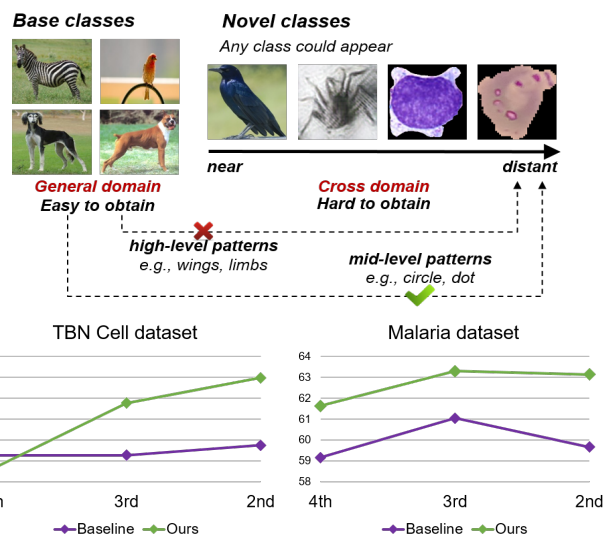 Base classes
Novel classes
Any class could appear
near
distant
General domain
Easy to obtain
Cross domain
Hard to obtain
high-level patterns
e.g., wings, limbs
mid-level patterns
e.g., circle, dot
TBN Cell dataset
3rd
2nd
Baseline
Ours
Malaria dataset
64
63
62
61
60
59
58
4th
3rd
2nd
Baseline
Ours